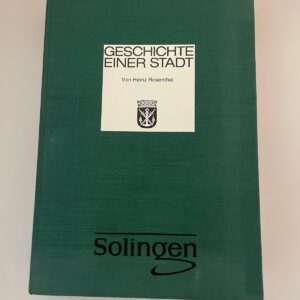 GESCHICHTE
EINER STADT
Von Heinz Rosenthal
Solingen